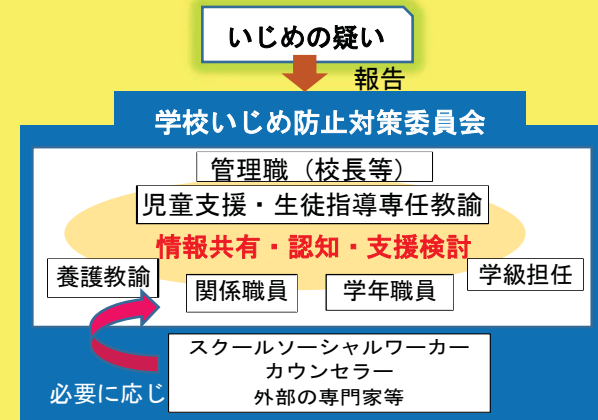 いじめの疑い
報告
学校いじめ防止対策委員会
管理職（校長等）
児童支援・生徒指導専任教諭
情報共有・認知・支援検討
養護教諭
関係職員
学年職員
学級担任
スクールソーシャルワーカー
カウンセラー
外部の専門家等
必要に応じ